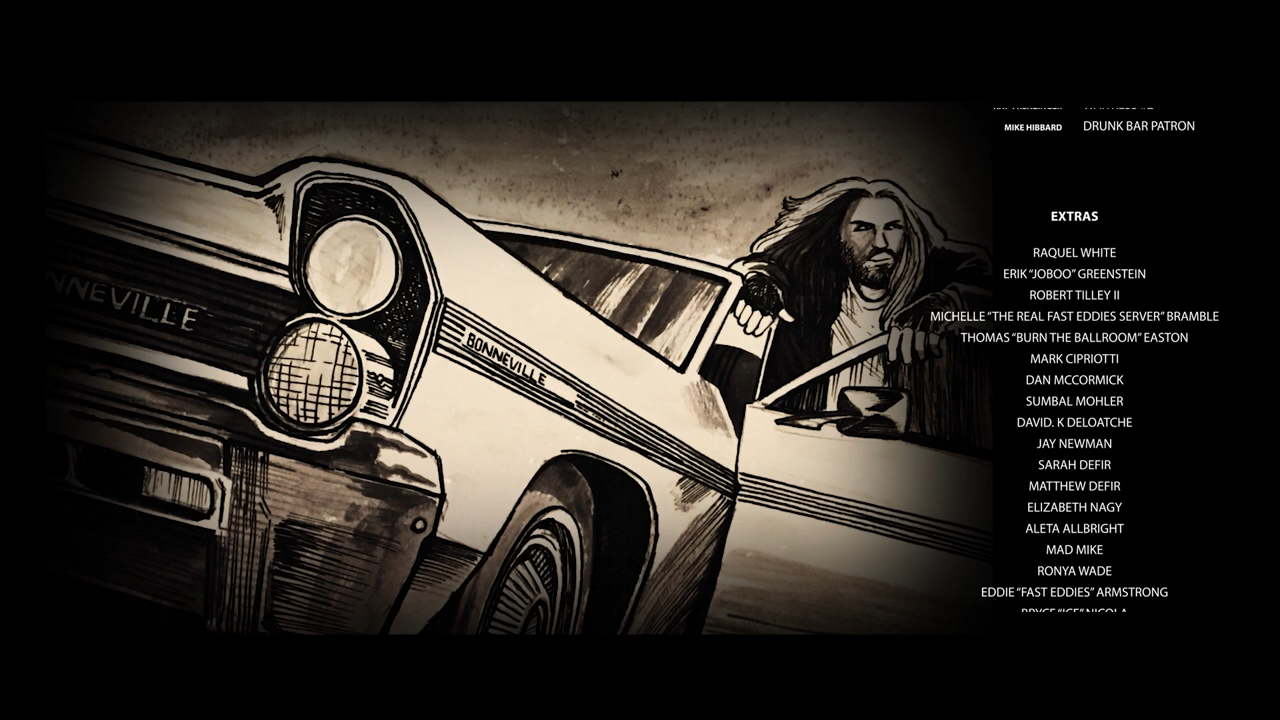 NNEVILLE
BONNEVILLE
MIKE HIBBARD DRUNK BAR PATRON
EXTRAS
RAQUEL WHITE
ERIK “JOBOO” GREENSTEIN
ROBERT TILLEY II
MICHELLE “THE REAL FAST EDDIES SERVER” BRAMBLE
THOMAS “BURN THE BALLROOM” EASTON
MARK CIPRIOTTI
DAN MCCORMICK
SUMBAL MOHLER
DAVID. K DELOATCHE
JAY NEWMAN
SARAH DEFIR
MATTHEW DEFIR
ELIZABETH NAGY
ALETA ALLBRIGHT
MAD MIKE
RONYA WADE
EDDIE “FAST EDDIES” ARMSTRONG